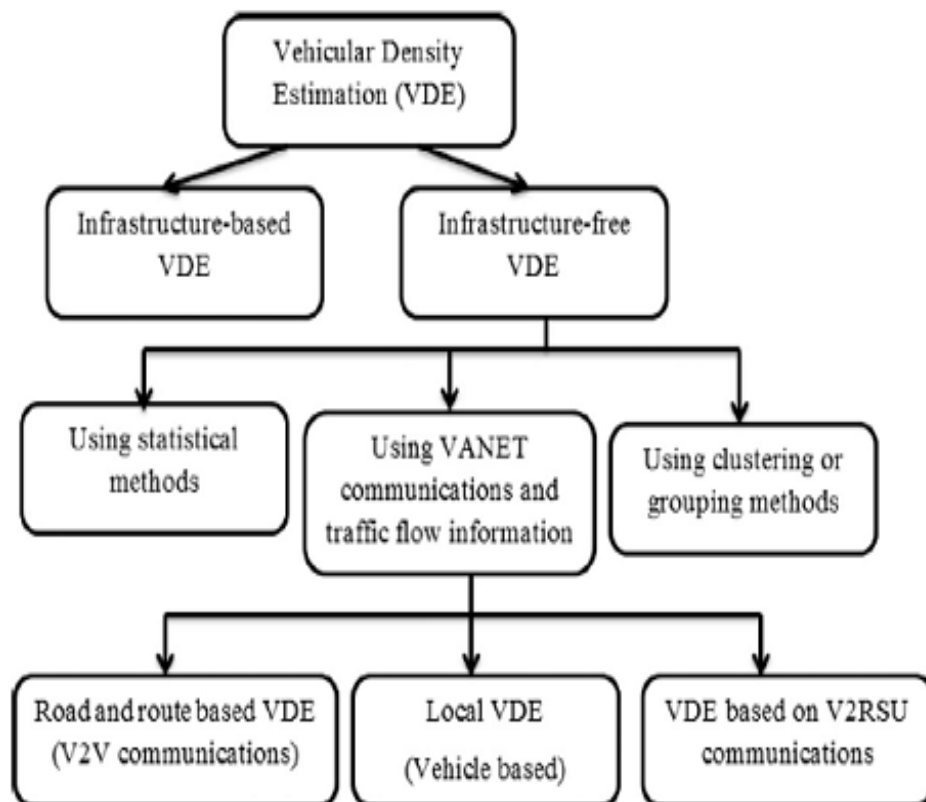 Vehicular Density
Estimation (VDE)
Infrastructure-based
VDE
Infrastructure-free
VDE
Using statistical
methods
Using VANET
communications and
traffic flow information
Using clustering or
grouping methods
Road and route based VDE
(V2V communications)
Local VDE
(Vehicle based)
VDE based on V2RSU
communications